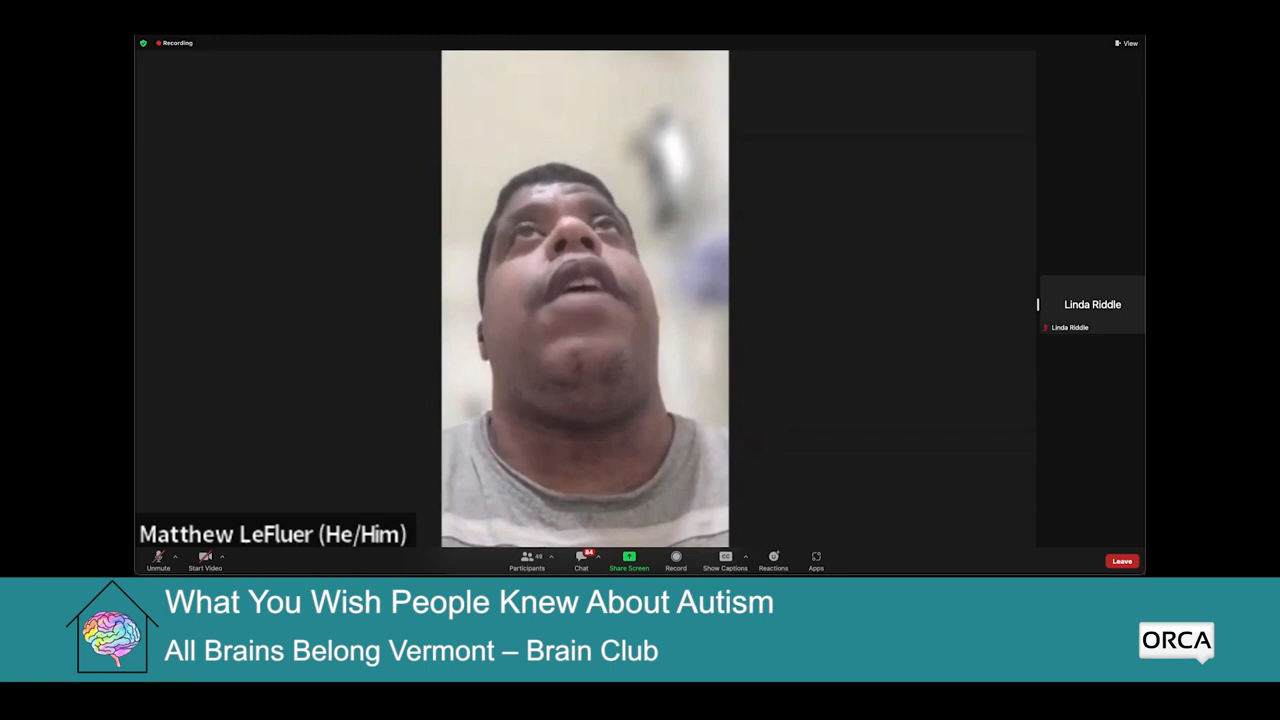 Recording
View
Linda Riddle
Linda Riddle
Matthew LeFluer (He/Him)
49
84
CC
Unmute
Start Video
Participants
Chat
Share Screen
Record
Show Captions
Reactions
Apps
Leave
What You Wish People Knew About Autism
All Brains Belong Vermont – Brain Club
ORCA